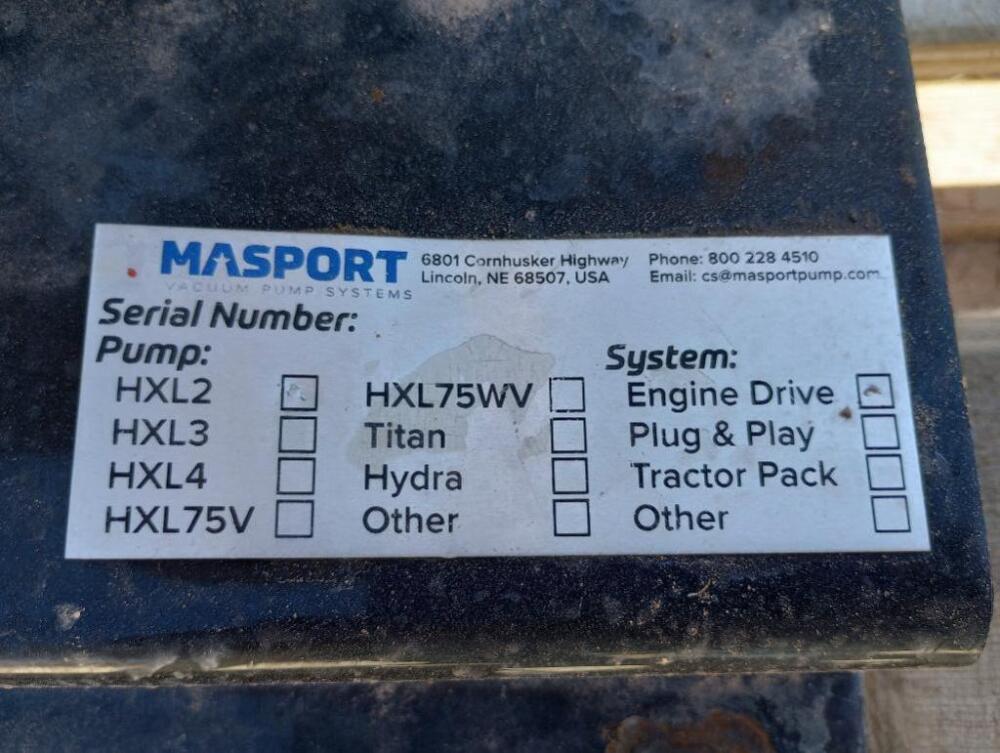 MASPORT
VACUUM PUMP SYSTEMS
6801 Cornhusker Highway
Lincoln, NE 68507, USA
Phone: 800 228 4510
Email: cs@masportpump.com
Serial Number:
Pump:
HXL2
HXL3
HXL4
HXL75V
HXL75WV
Titan
Hydra
Other
System:
Engine Drive
Plug & Play
Tractor Pack
Other